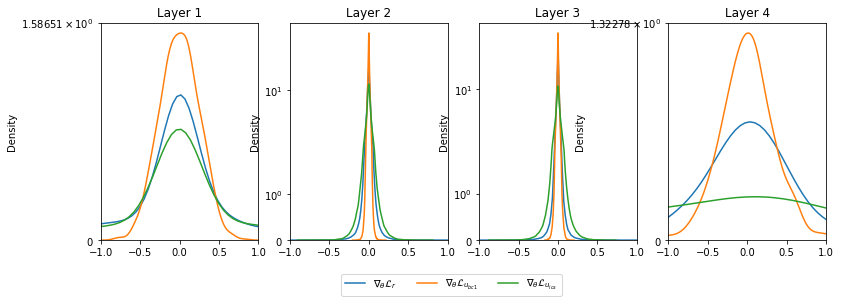 Layer 1 Layer 2 Layer 3 Layer 4
1.58651 × 10⁰ 1.32278 × 10⁰
Density Density Density Density
10¹ 10¹
10⁰ 10⁰
0 0 0 0
−1.0 −0.5 0.0 0.5 1.0 −1.0 −0.5 0.0 0.5 1.0 −1.0 −0.5 0.0 0.5 1.0 −1.0 −0.5 0.0 0.5 1.0
∇θℒr ∇θℒu_bc1 ∇θℒu_ics